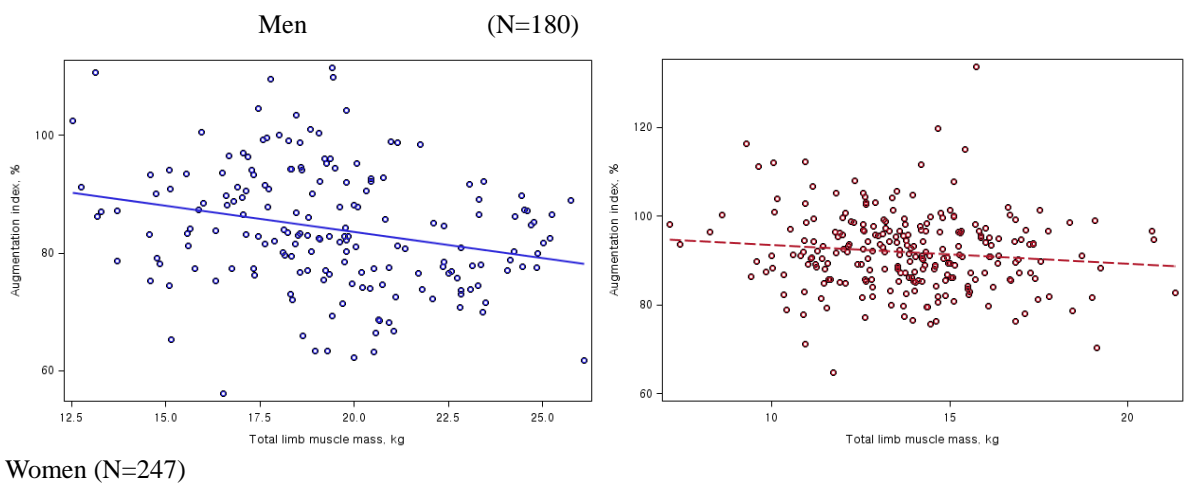 Men (N=180)
Augmentation index, %
100
80
60
12.5 15.0 17.5 20.0 22.5 25.0
Total limb muscle mass, kg
Augmentation index, %
120
100
80
60
10 15 20
Total limb muscle mass, kg
Women (N=247)